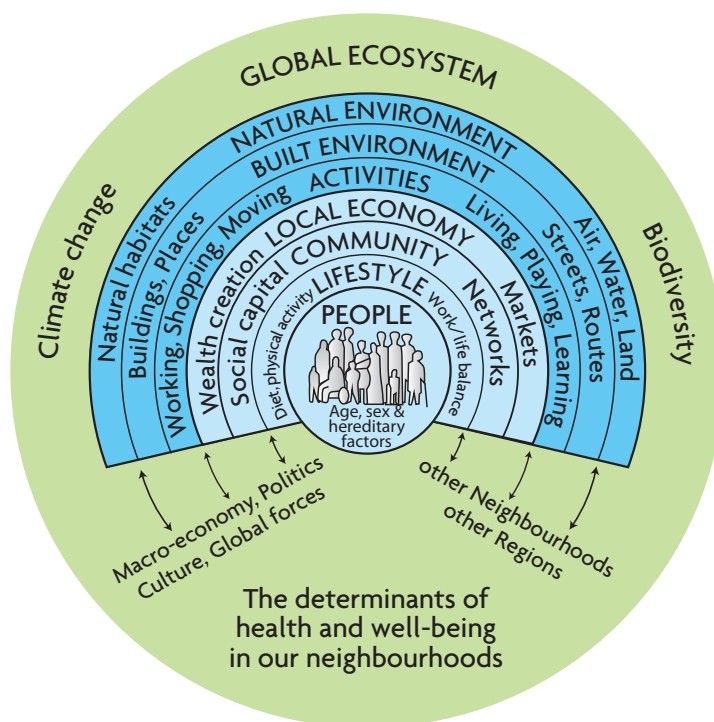 GLOBAL ECOSYSTEM
Climate change
Biodiversity
NATURAL ENVIRONMENT
Natural habitats
Air, Water, Land
BUILT ENVIRONMENT
Buildings, Places
Streets, Routes
ACTIVITIES
Working, Shopping, Moving
Living, Playing, Learning
LOCAL ECONOMY
Wealth creation
Markets
COMMUNITY
Social capital
Networks
LIFESTYLE
Diet, physical activity
Work/life balance
PEOPLE
Age, sex &
hereditary
factors
Macro-economy, Politics
Culture, Global forces
other Neighbourhoods
other Regions
The determinants of
health and well-being
in our neighbourhoods